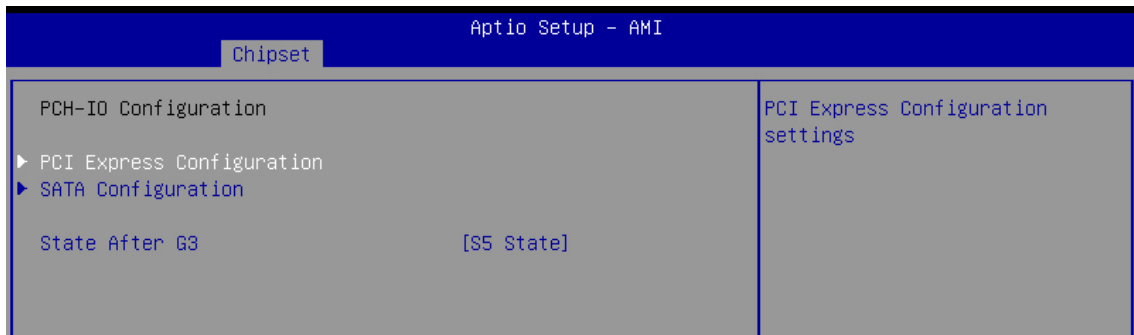 Aptio Setup – AMI
Chipset
PCH-IO Configuration
PCI Express Configuration
SATA Configuration
State After G3 [S5 State]
PCI Express Configuration
settings